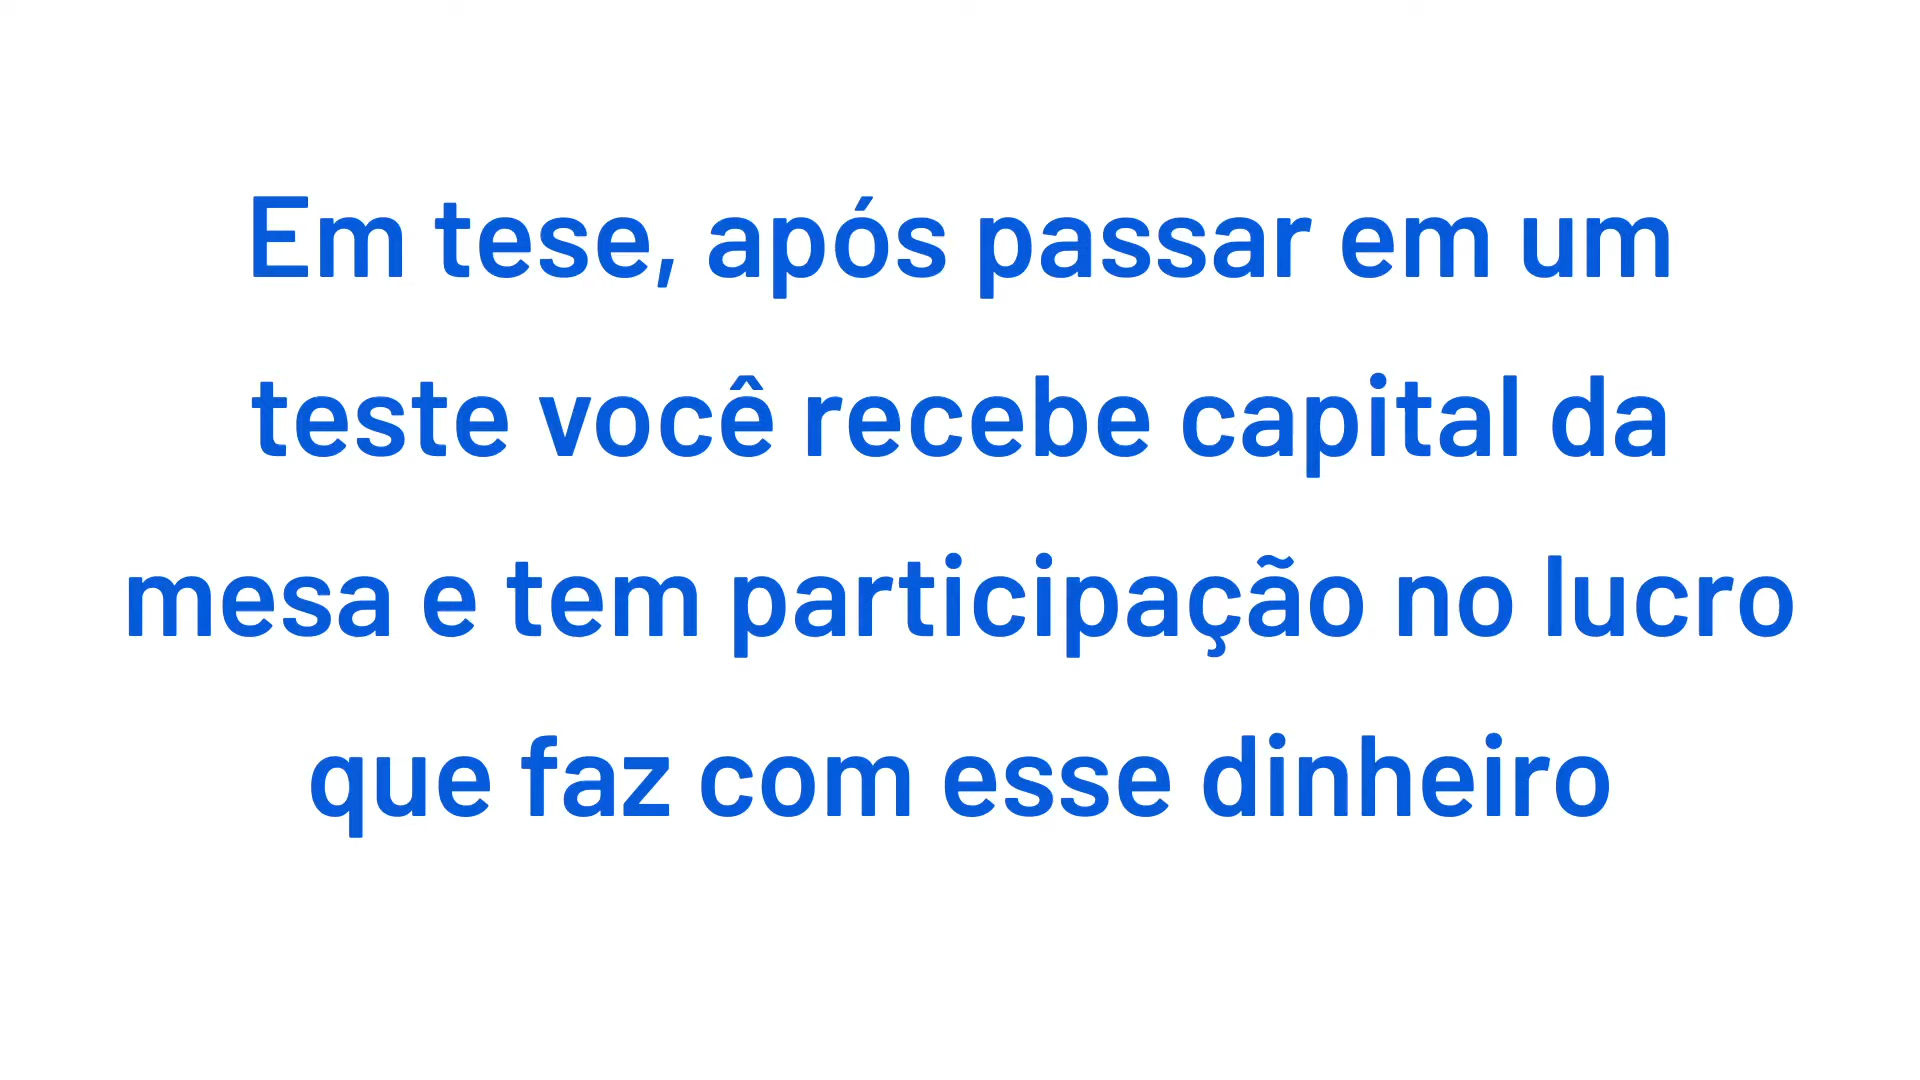 Em tese, após passar em um
teste você recebe capital da
mesa e tem participação no lucro
que faz com esse dinheiro